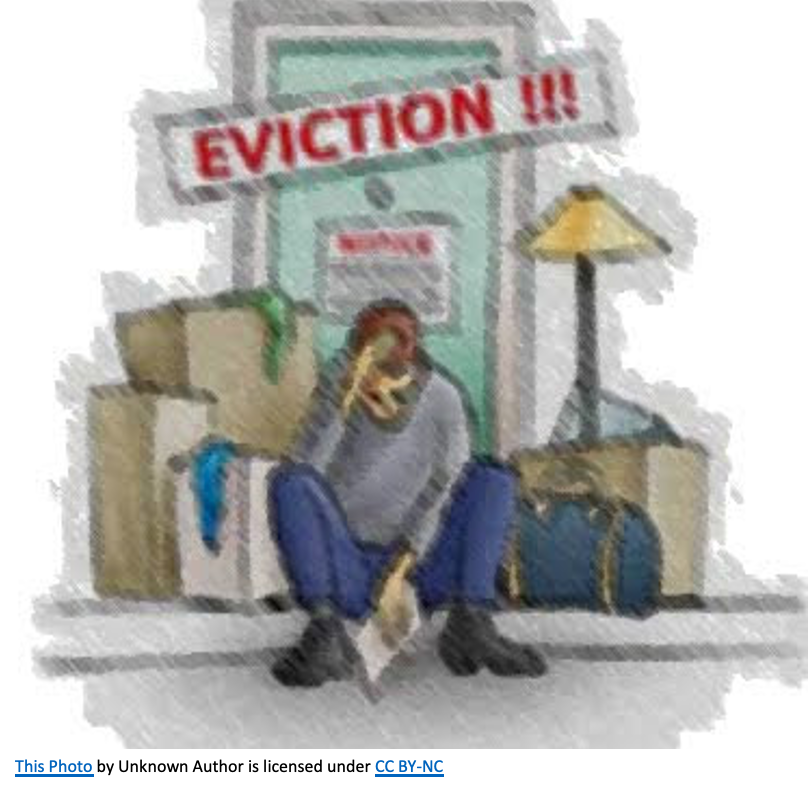 EVICTION !!!
NOTICE
This Photo by Unknown Author is licensed under CC BY-NC